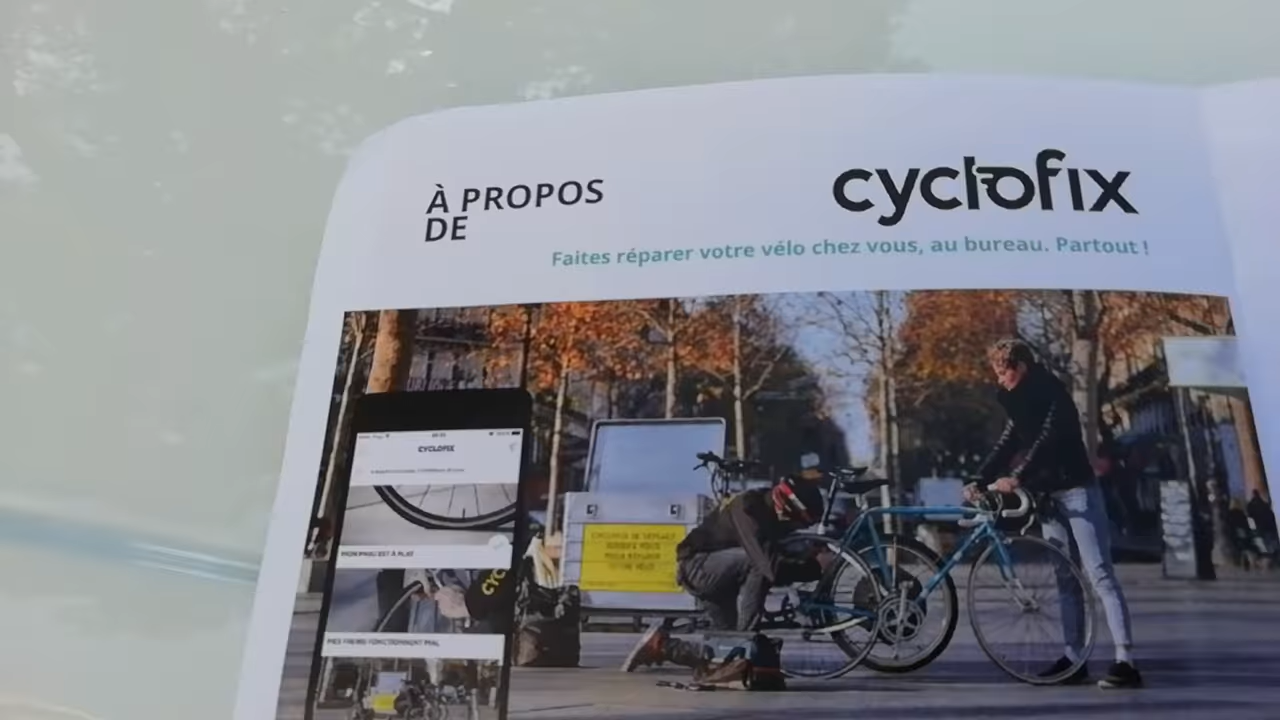 À PROPOS
DE
cyclofix
Faites réparer votre vélo chez vous, au bureau. Partout !
CYCLOFIX
MON PNEU EST À PLAT
CYC
MES FREINS FONCTIONNENT MAL